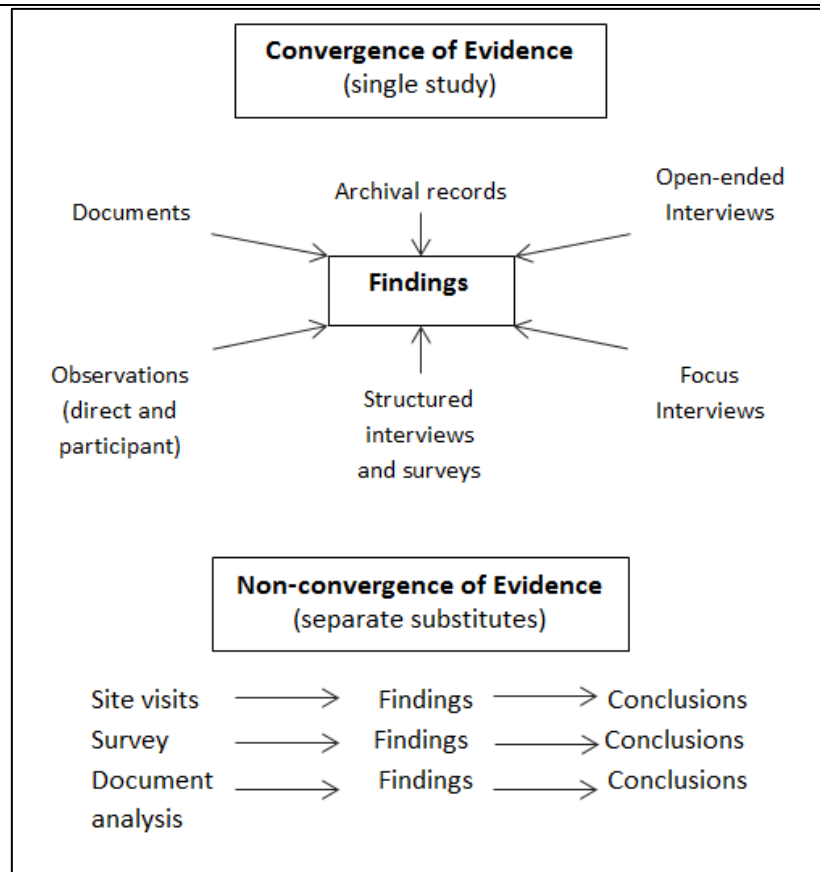 Convergence of Evidence
(single study)
Documents
Archival records
Open-ended
Interviews
Findings
Observations
(direct and
participant)
Structured
interviews
and surveys
Focus
Interviews
Non-convergence of Evidence
(separate substitutes)
Site visits Findings Conclusions
Survey Findings Conclusions
Document Findings Conclusions
analysis